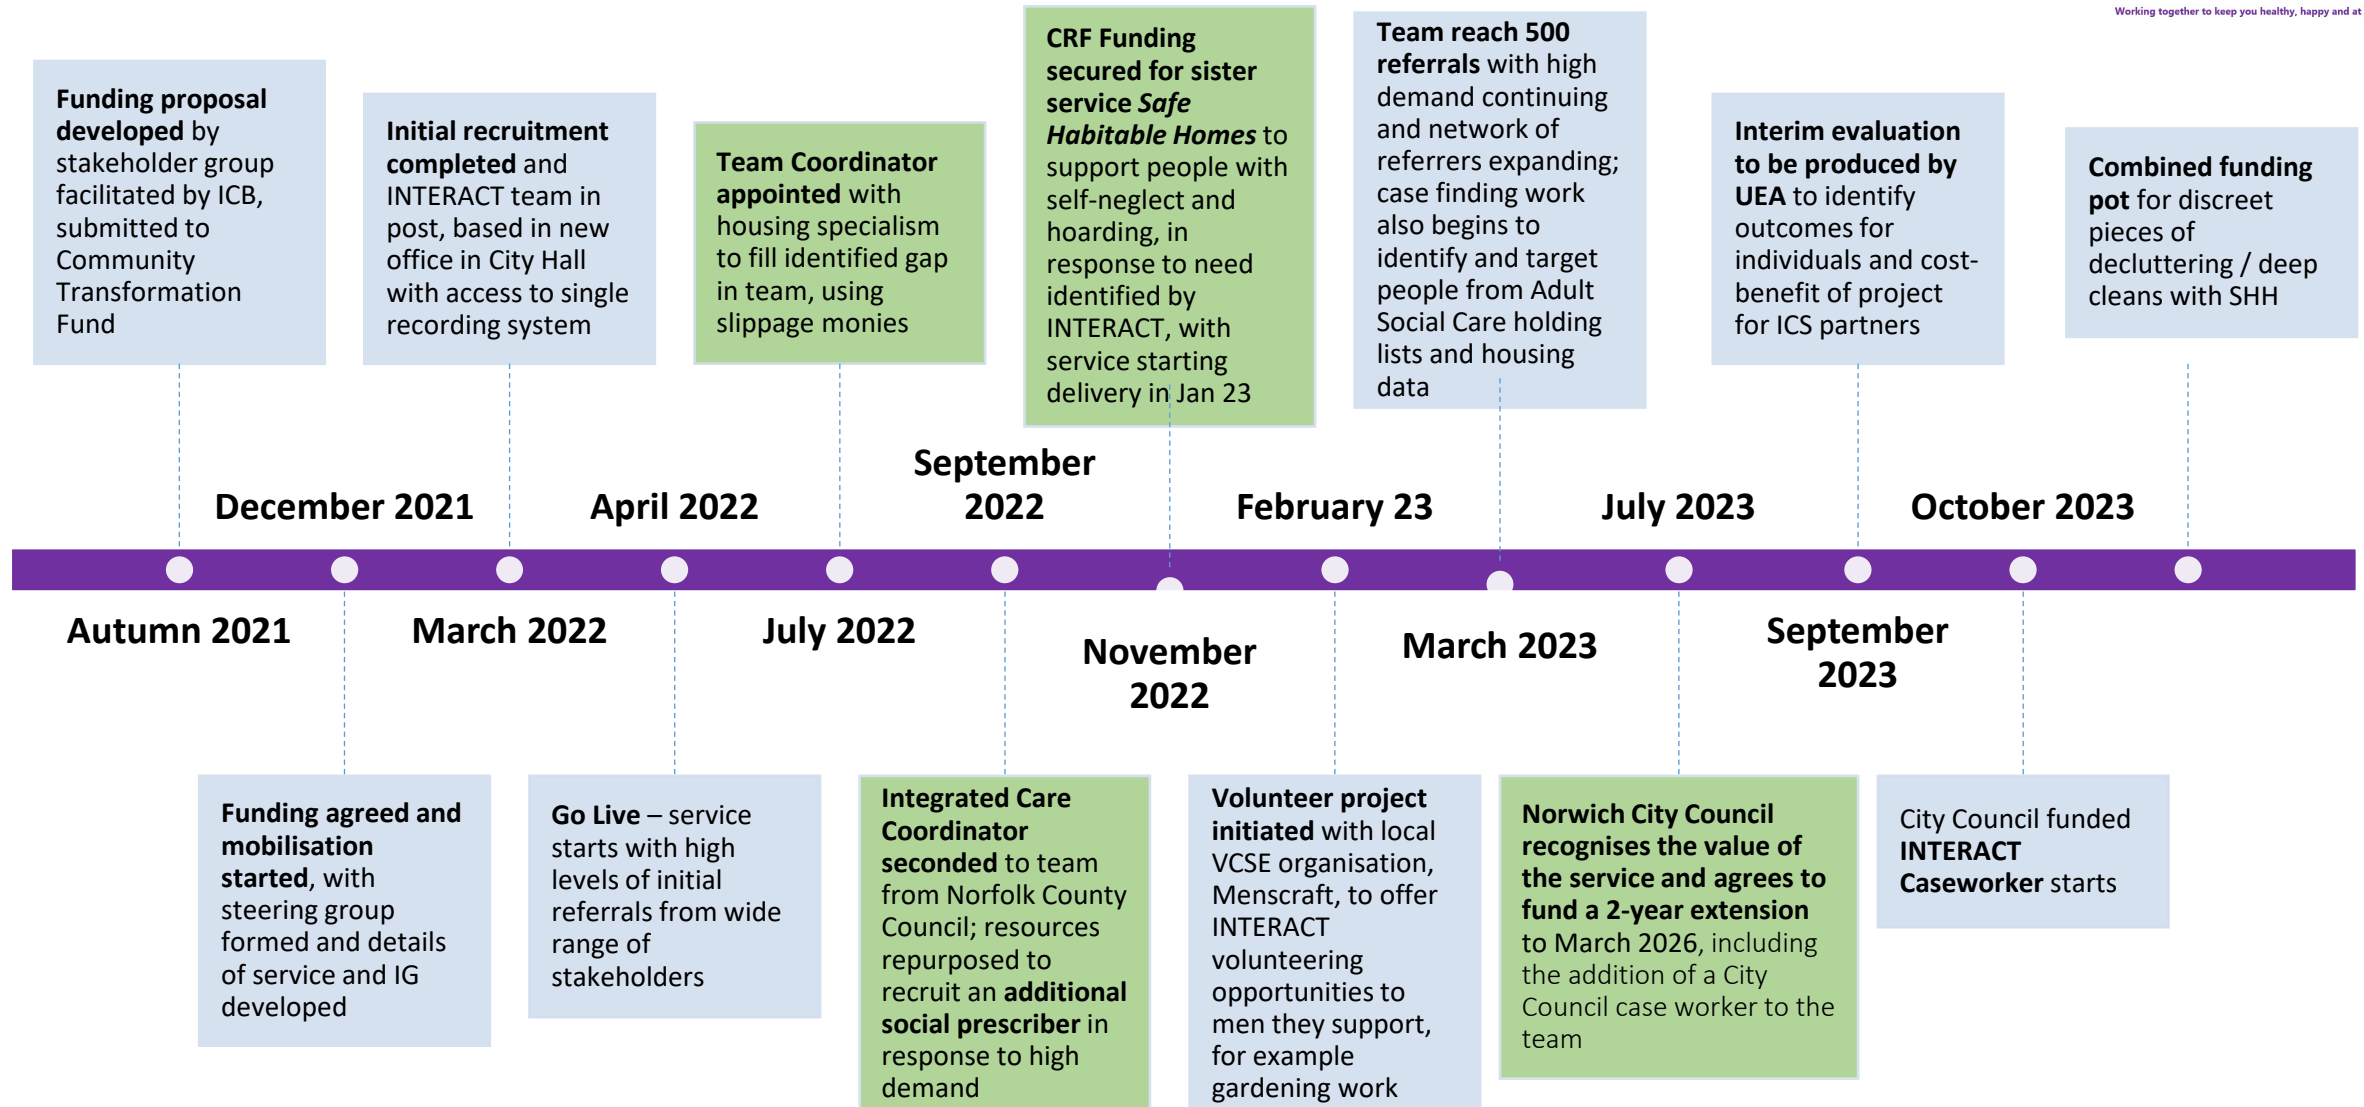 Working together to keep you healthy, happy and at
Funding proposal
developed by
stakeholder group
facilitated by ICB,
submitted to
Community
Transformation
Fund
Initial recruitment
completed and
INTERACT team in
post, based in new
office in City Hall
with access to single
recording system
Team Coordinator
appointed with
housing specialism
to fill identified gap
in team, using
slippage monies
CRF Funding
secured for sister
service Safe
Habitable Homes to
support people with
self-neglect and
hoarding, in
response to need
identified by
INTERACT, with
service starting
delivery in Jan 23
Team reach 500
referrals with high
demand continuing
and network of
referrers expanding;
case finding work
also begins to
identify and target
people from Adult
Social Care holding
lists and housing
data
Interim evaluation
to be produced by
UEA to identify
outcomes for
individuals and cost-
benefit of project
for ICS partners
Combined funding
pot for discreet
pieces of
decluttering / deep
cleans with SHH
December 2021
April 2022
September
2022
February 23
July 2023
October 2023
Autumn 2021
March 2022
July 2022
November
2022
March 2023
September
2023
Funding agreed and
mobilisation
started, with
steering group
formed and details
of service and IG
developed
Go Live – service
starts with high
levels of initial
referrals from wide
range of
stakeholders
Integrated Care
Coordinator
seconded to team
from Norfolk County
Council; resources
repurposed to
recruit an additional
social prescriber in
response to high
demand
Volunteer project
initiated with local
VCSE organisation,
Menscraft, to offer
INTERACT
volunteering
opportunities to
men they support,
for example
gardening work
Norwich City Council
recognises the value of
the service and agrees to
fund a 2-year extension
to March 2026, including
the addition of a City
Council case worker to the
team
City Council funded
INTERACT
Caseworker starts